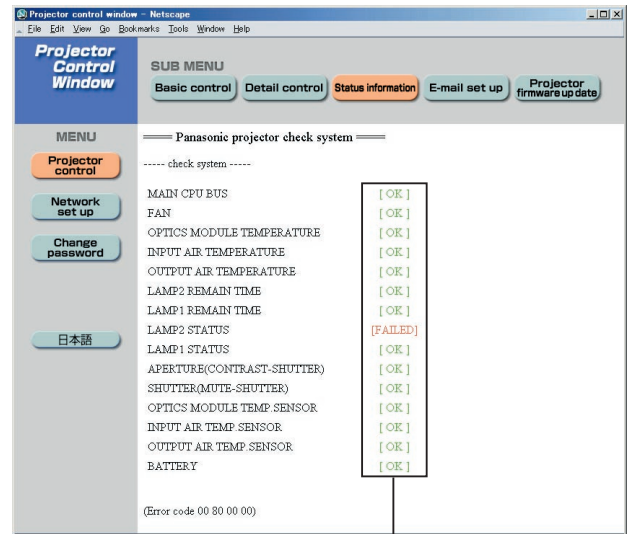 Projector control window - Netscape
File Edit View Go Bookmarks Tools Window Help
Projector
Control
Window
SUB MENU
Basic control
Detail control
Status information
E-mail set up
Projector
firmware up date
MENU
Projector
control
Network
set up
Change
password
日本語
Panasonic projector check system
----- check system -----
MAIN CPU BUS [ OK ]
FAN [ OK ]
OPTICS MODULE TEMPERATURE [ OK ]
INPUT AIR TEMPERATURE [ OK ]
OUTPUT AIR TEMPERATURE [ OK ]
LAMP2 REMAIN TIME [ OK ]
LAMP1 REMAIN TIME [ OK ]
LAMP2 STATUS [FAILED]
LAMP1 STATUS [ OK ]
APERTURE(CONTRAST-SHUTTER) [ OK ]
SHUTTER(MUTE-SHUTTER) [ OK ]
OPTICS MODULE TEMP.SENSOR [ OK ]
INPUT AIR TEMP.SENSOR [ OK ]
OUTPUT AIR TEMP.SENSOR [ OK ]
BATTERY [ OK ]
(Error code 00 80 00 00)